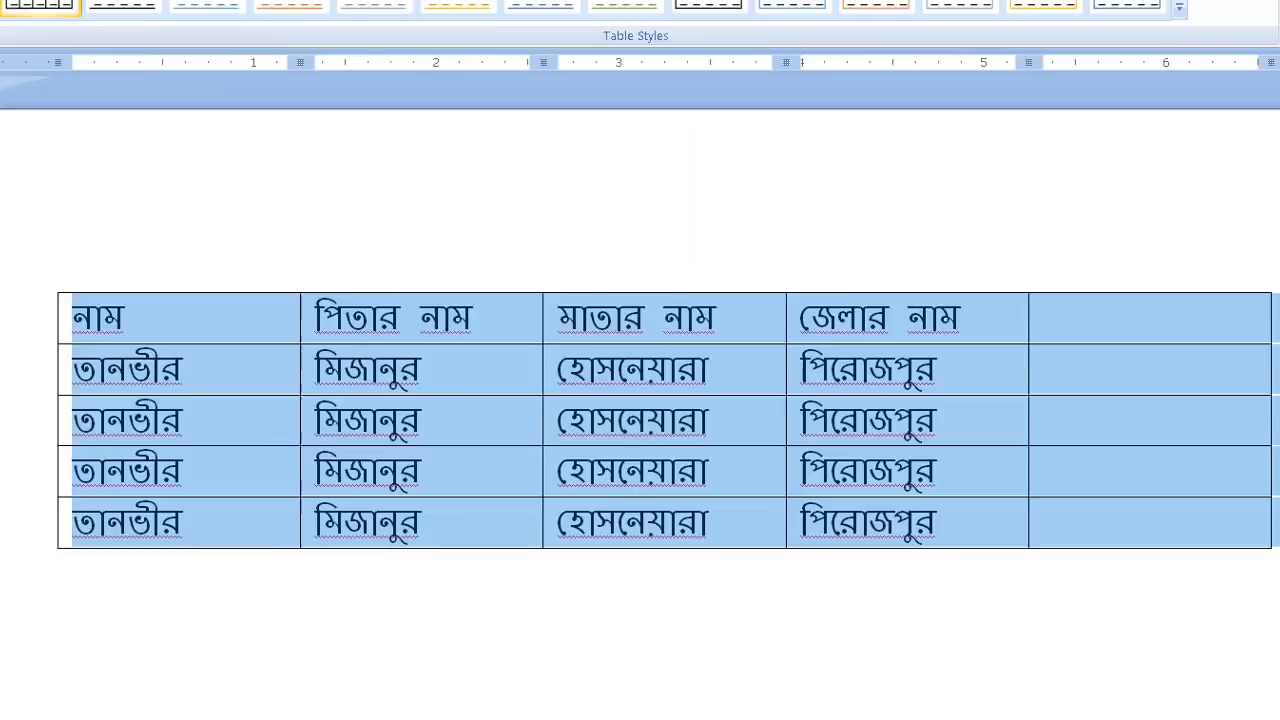 Table Styles
1 2 3 4 5 6
নাম পিতার নাম মাতার নাম জেলার নাম
তানভীর মিজানুর হোসনেয়ারা পিরোজপুর
তানভীর মিজানুর হোসনেয়ারা পিরোজপুর
তানভীর মিজানুর হোসনেয়ারা পিরোজপুর
তানভীর মিজানুর হোসনেয়ারা পিরোজপুর